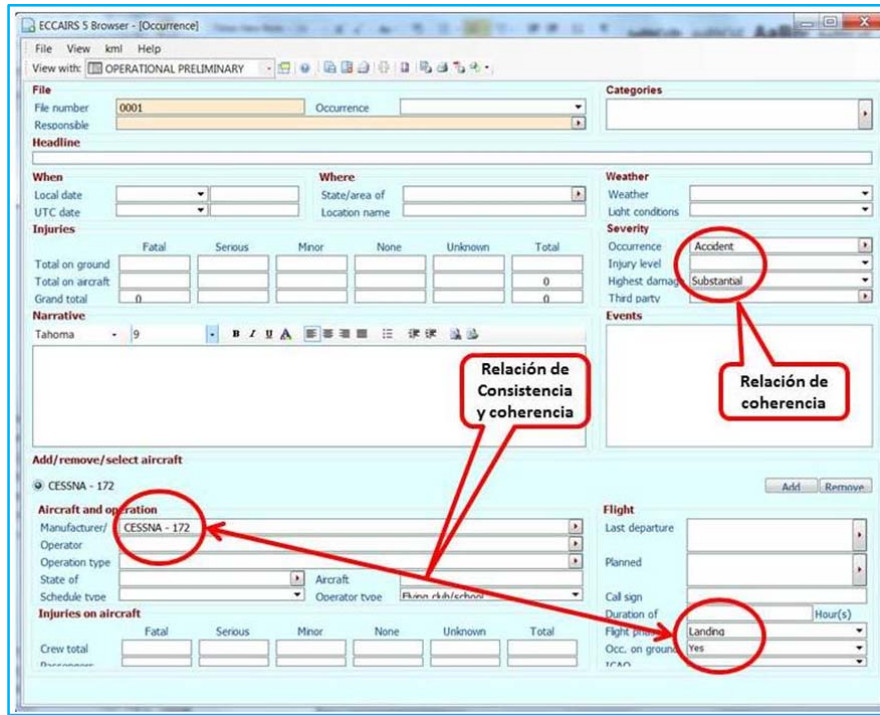 ECCAIRS 5 Browser - [Occurrence]
File View kml Help
View with: OPERATIONAL PRELIMINARY
File
File number 0001 Occurrence
Responsible
Categories
Headline
When
Where
Weather
Local date State/area of Weather
UTC date Location name Light conditions
Injuries
Severity
Fatal Serious Minor None Unknown Total
Occurrence Accident
Total on ground
Injury level
Total on aircraft 0
Highest damage Substantial
Grand total 0 0
Third party
Narrative
Events
Tahoma 9 B I U A
Relación de
Consistencia
y coherencia
Relación de
coherencia
Add/remove/select aircraft
CESSNA - 172
Add Remove
Aircraft and operation
Flight
Manufacturer/ CESSNA - 172
Last departure
Operator
Operation type
Planned
State of Aircraft
Schedule type Operator type Flying club/school
Call sign
Injuries on aircraft
Duration of Hour(s)
Fatal Serious Minor None Unknown Total
Flight phase Landing
Crew total
Occ. on ground Yes
Passengers
ICAO